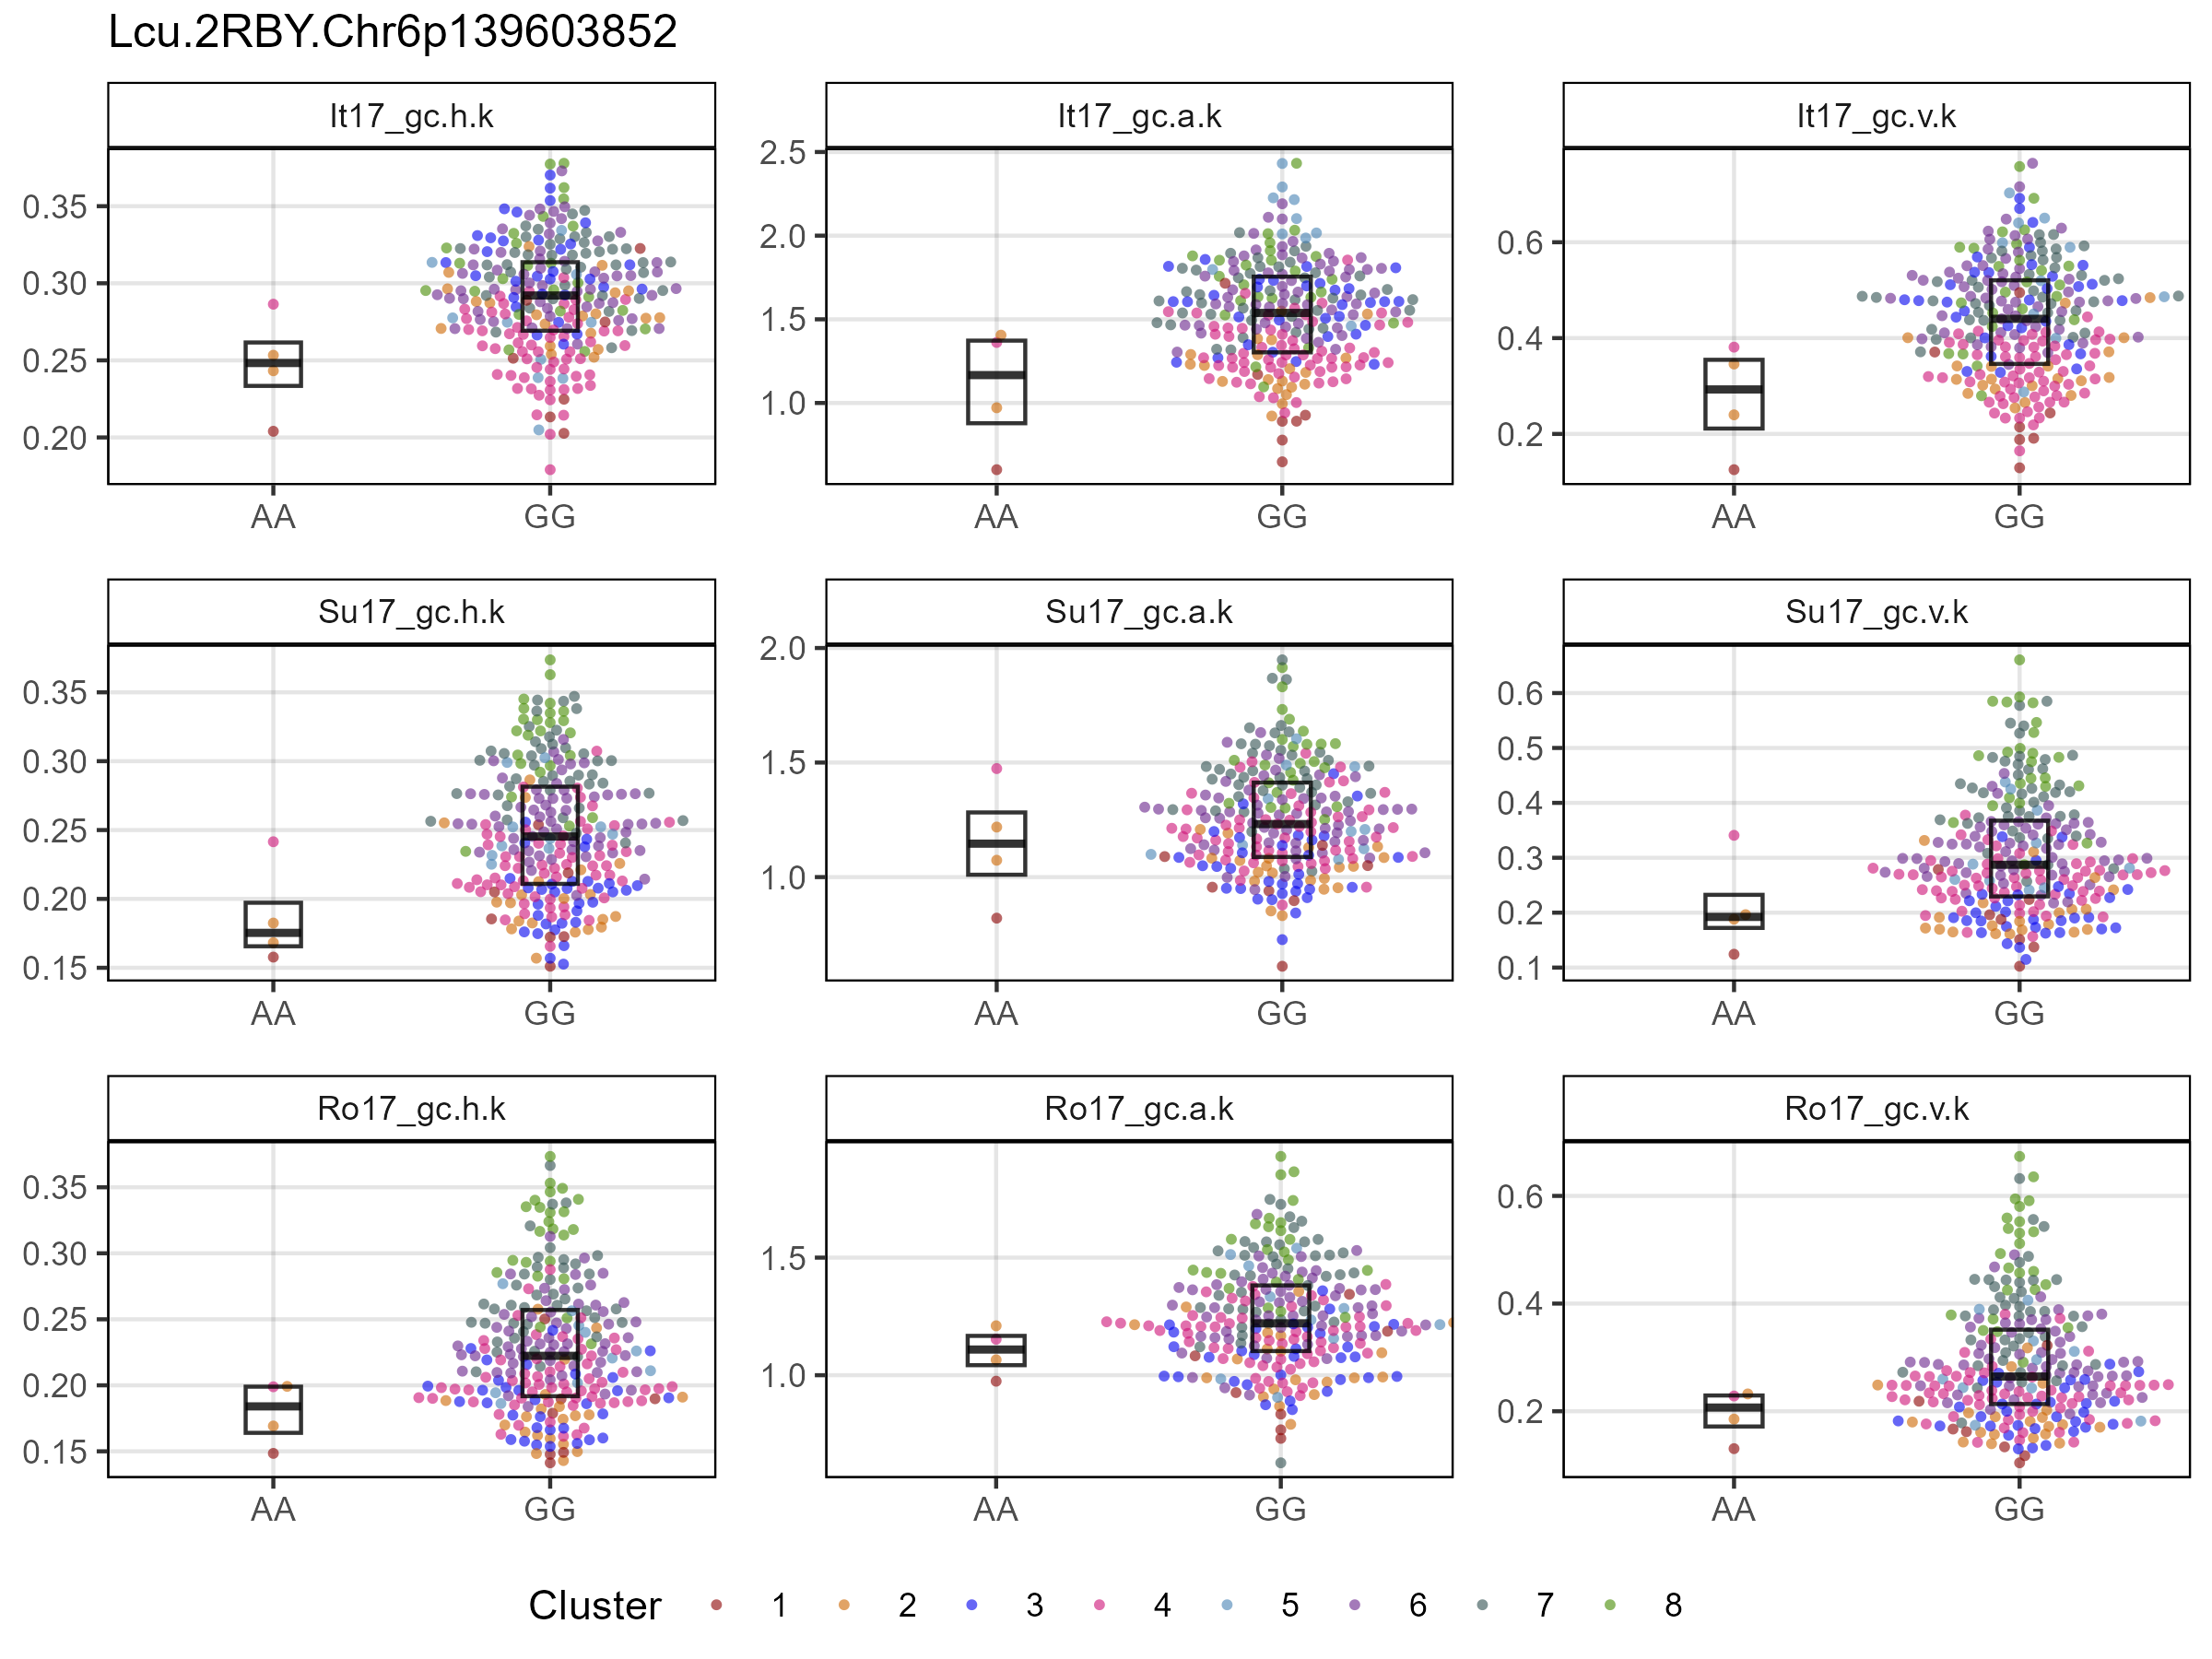 Lcu.2RBY.Chr6p139603852
It17_gc.h.k
It17_gc.a.k
It17_gc.v.k
0.35
0.30
0.25
0.20
AA
GG
2.5
2.0
1.5
1.0
AA
GG
0.6
0.4
0.2
AA
GG
Su17_gc.h.k
Su17_gc.a.k
Su17_gc.v.k
0.35
0.30
0.25
0.20
0.15
AA
GG
2.0
1.5
1.0
AA
GG
0.6
0.5
0.4
0.3
0.2
0.1
AA
GG
Ro17_gc.h.k
Ro17_gc.a.k
Ro17_gc.v.k
0.35
0.30
0.25
0.20
0.15
AA
GG
1.5
1.0
AA
GG
0.6
0.4
0.2
AA
GG
Cluster 1 2 3 4 5 6 7 8